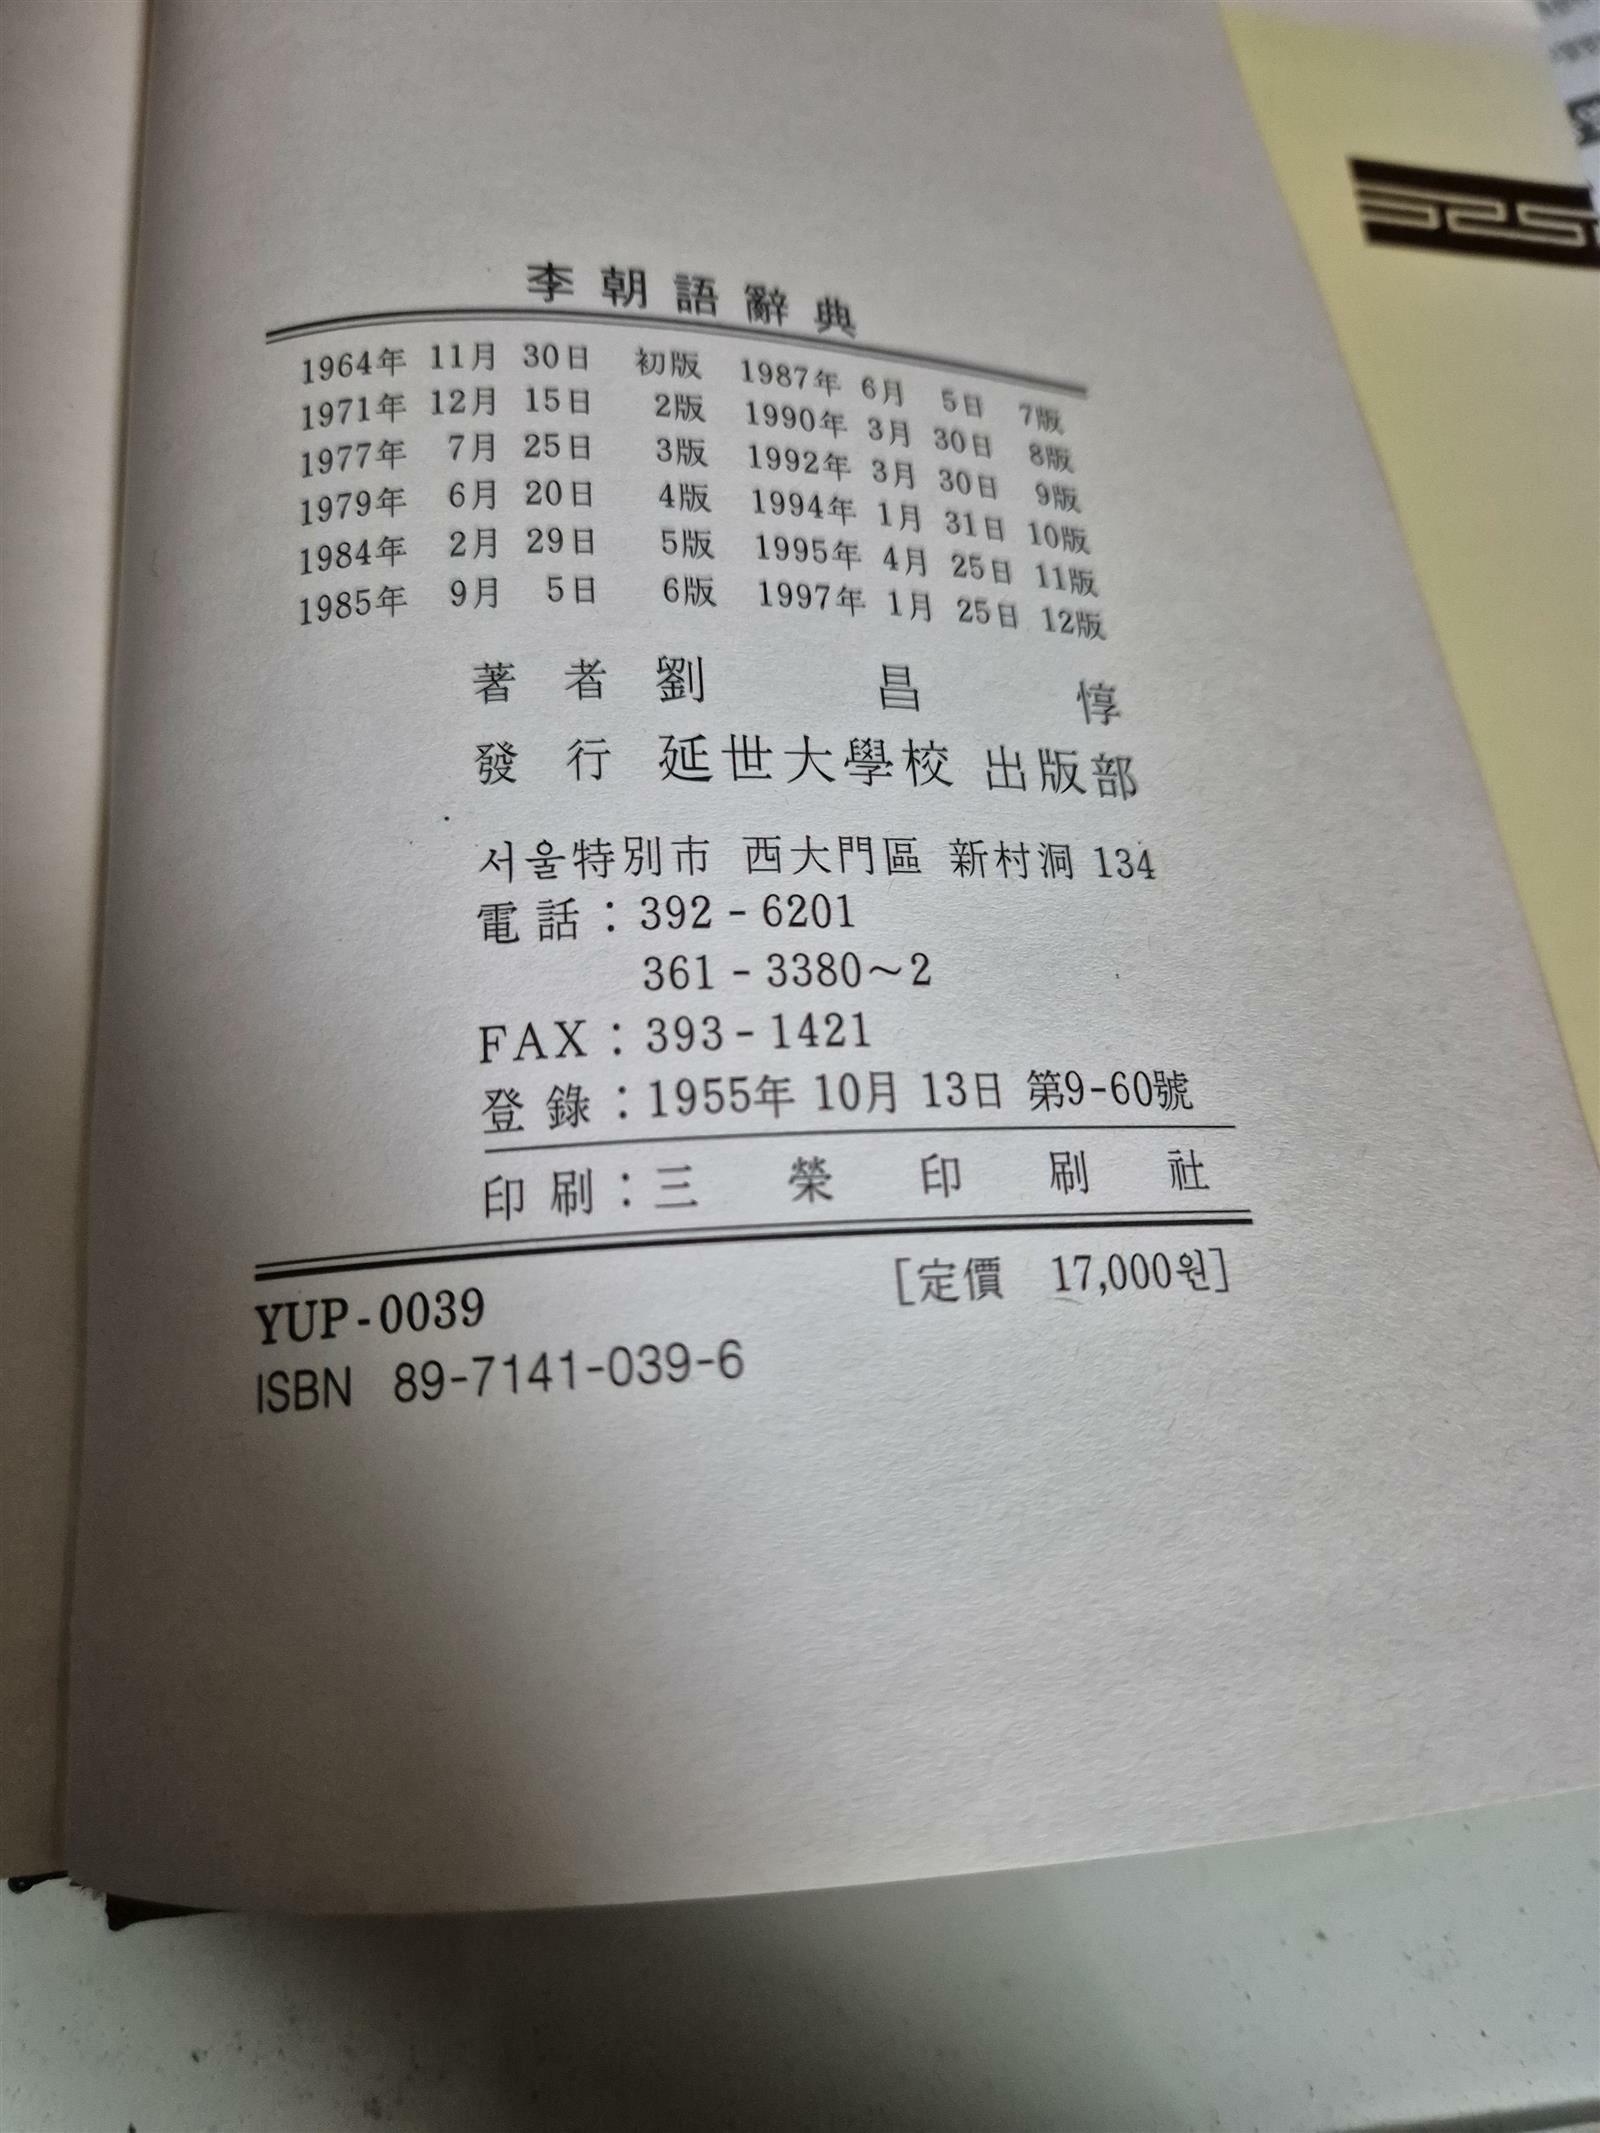 李朝語辭典
1964年 11月 30日 初版 1987年 6月 5日 7版
1971年 12月 15日 2版 1990年 3月 30日 8版
1977年 7月 25日 3版 1992年 3月 30日 9版
1979年 6月 20日 4版 1994年 1月 31日 10版
1984年 2月 29日 5版 1995年 4月 25日 11版
1985年 9月 5日 6版 1997年 1月 25日 12版
著者 劉昌惇
發行 延世大學校 出版部
서울特別市 西大門區 新村洞 134
電話 : 392-6201
361-3380~2
FAX : 393-1421
登錄 : 1955年 10月 13日 第9-60號
印刷 : 三榮印刷社
[定價 17,000원]
YUP-0039
ISBN 89-7141-039-6